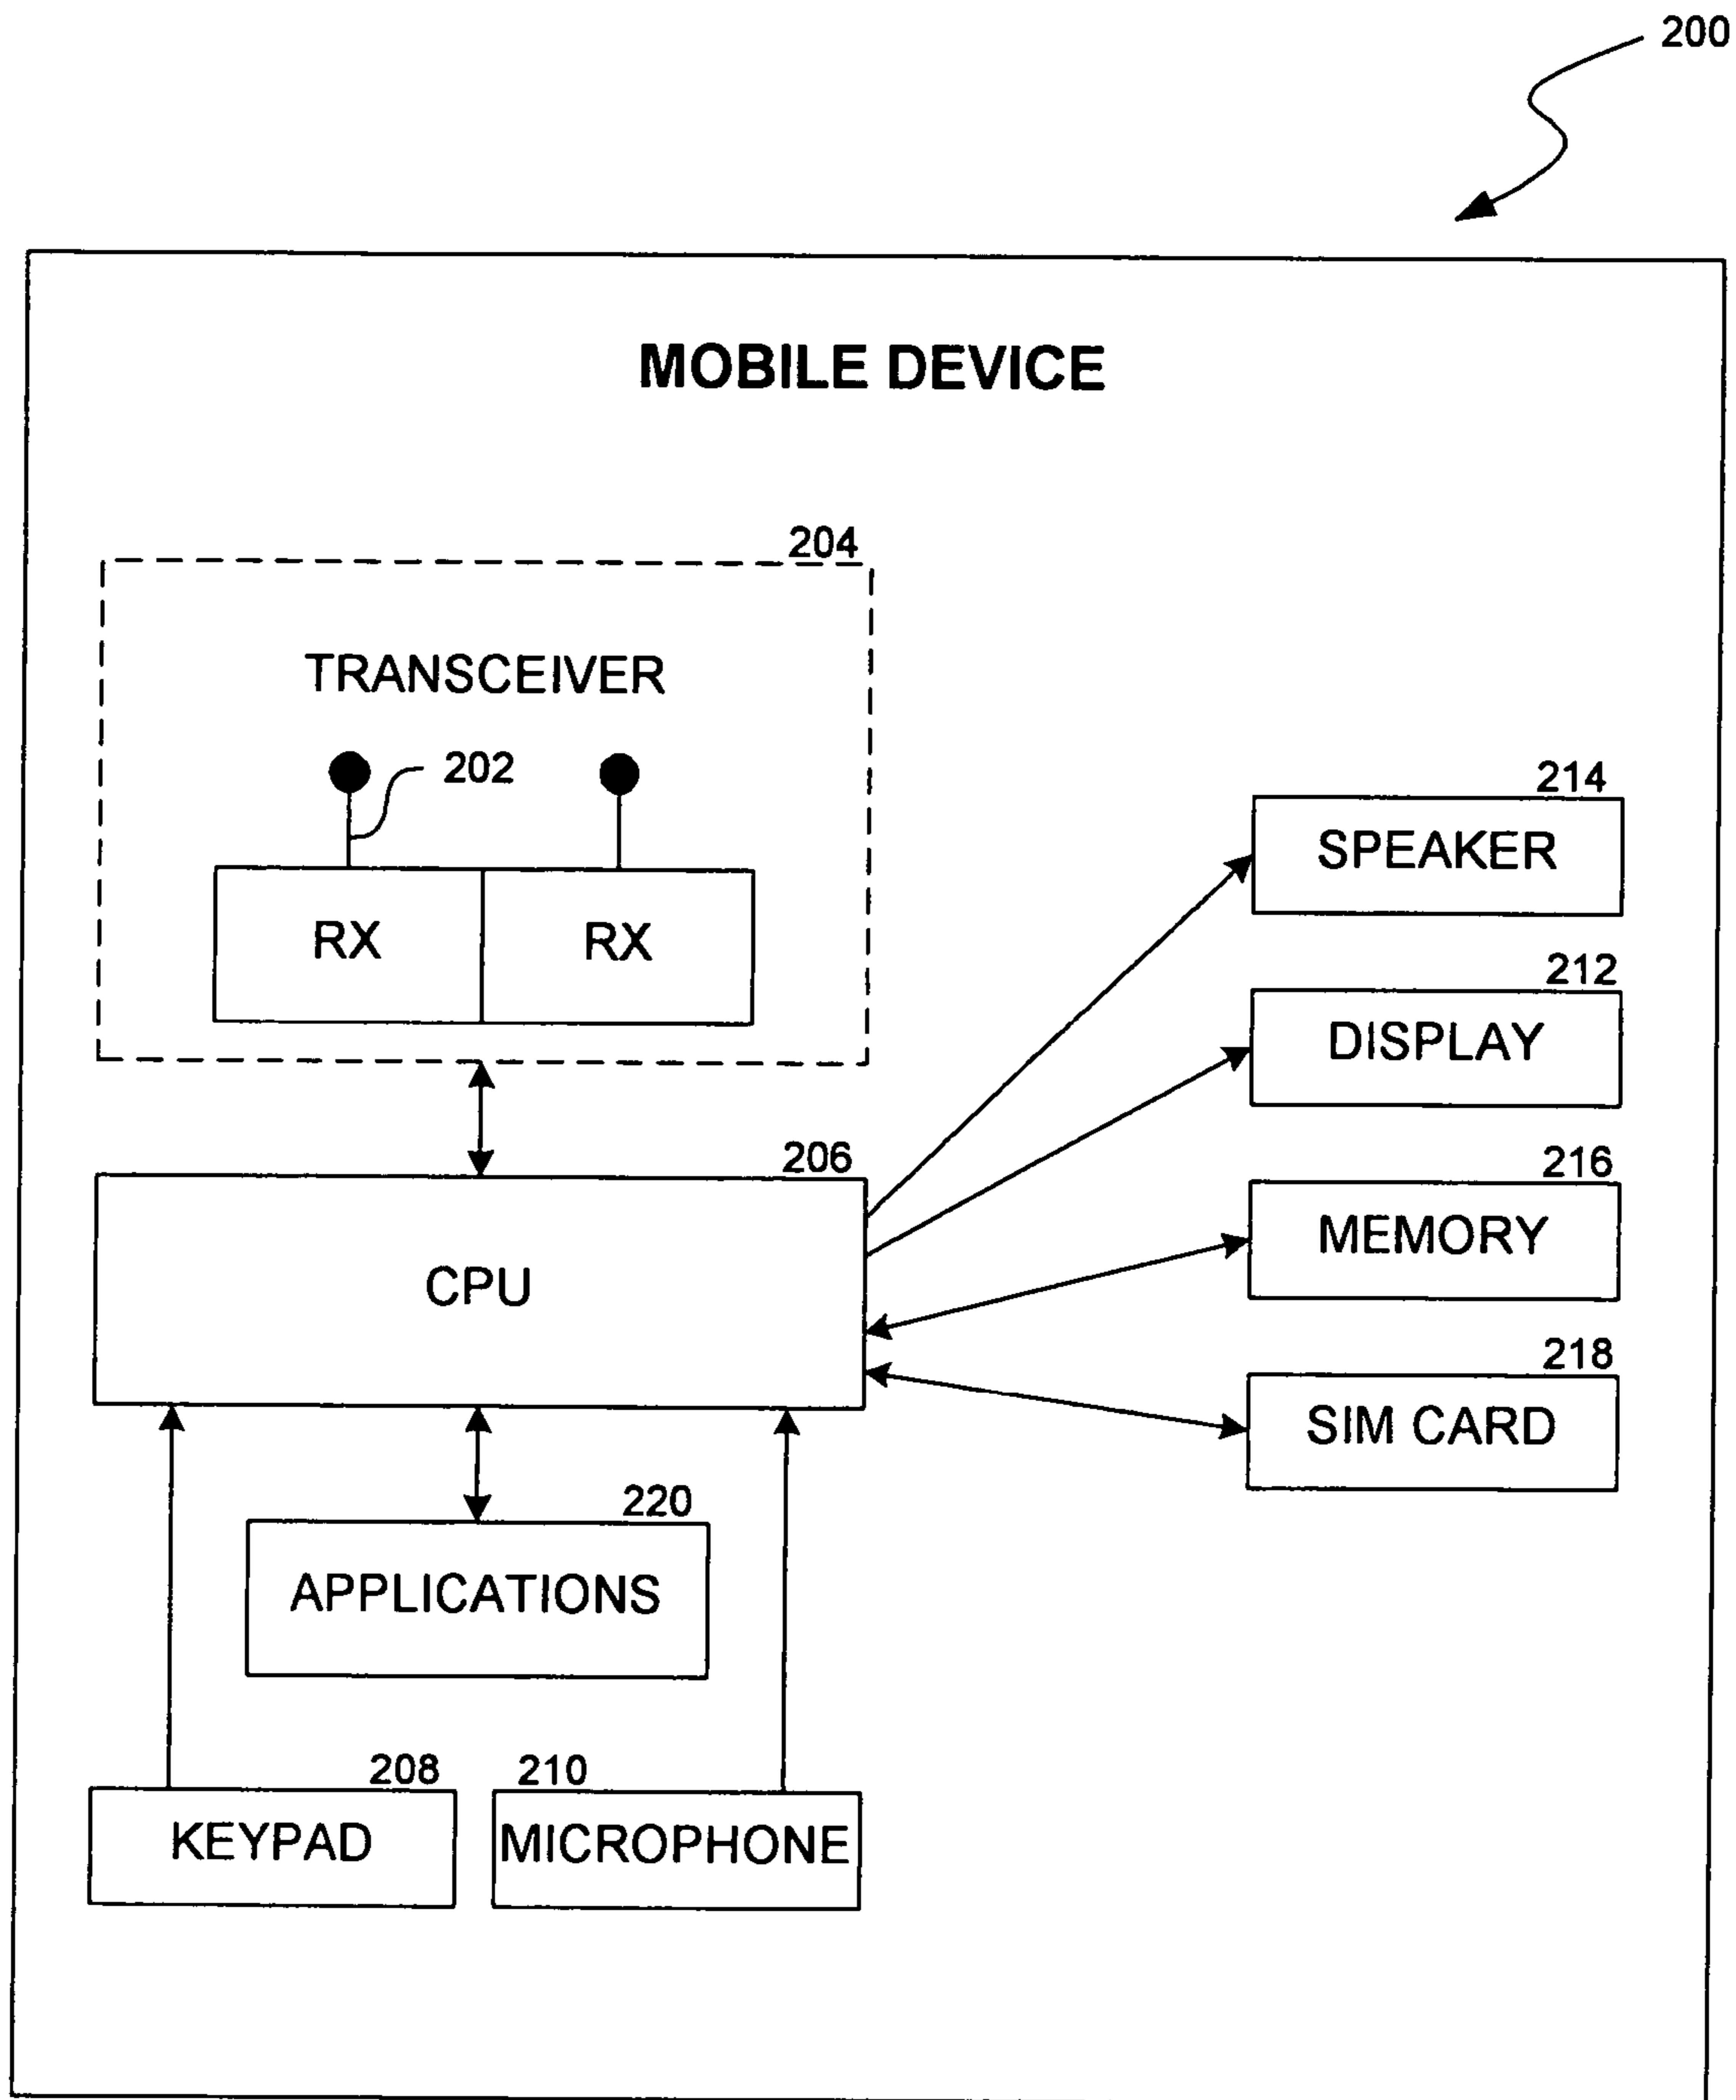 200
MOBILE DEVICE
204
TRANSCEIVER
202
RX RX
214
SPEAKER
212
DISPLAY
206
CPU
216
MEMORY
218
SIM CARD
220
APPLICATIONS
208
KEYPAD
210
MICROPHONE